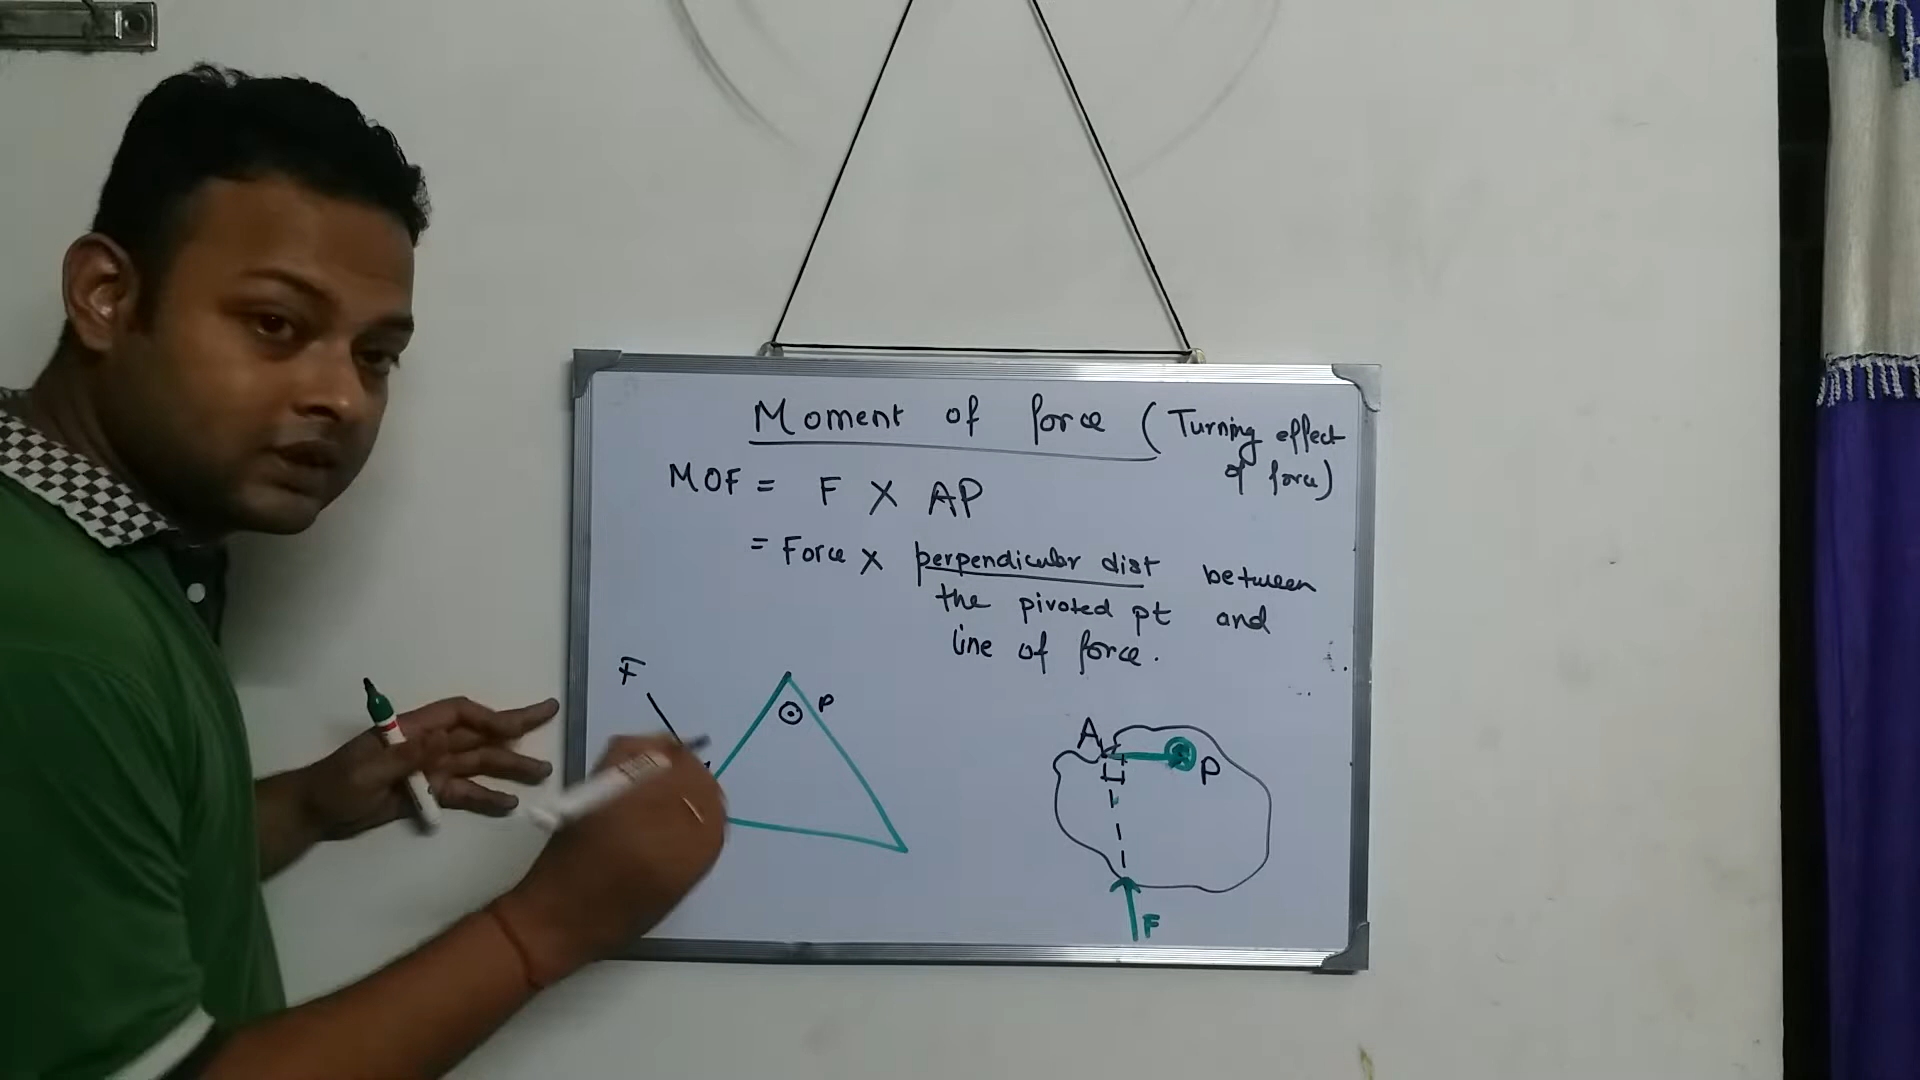 Moment of force (Turning effect
of force)
MOF = F X AP
= Force X perpendicular dist between
the pivoted pt and
line of force.
F
P
A
P
F